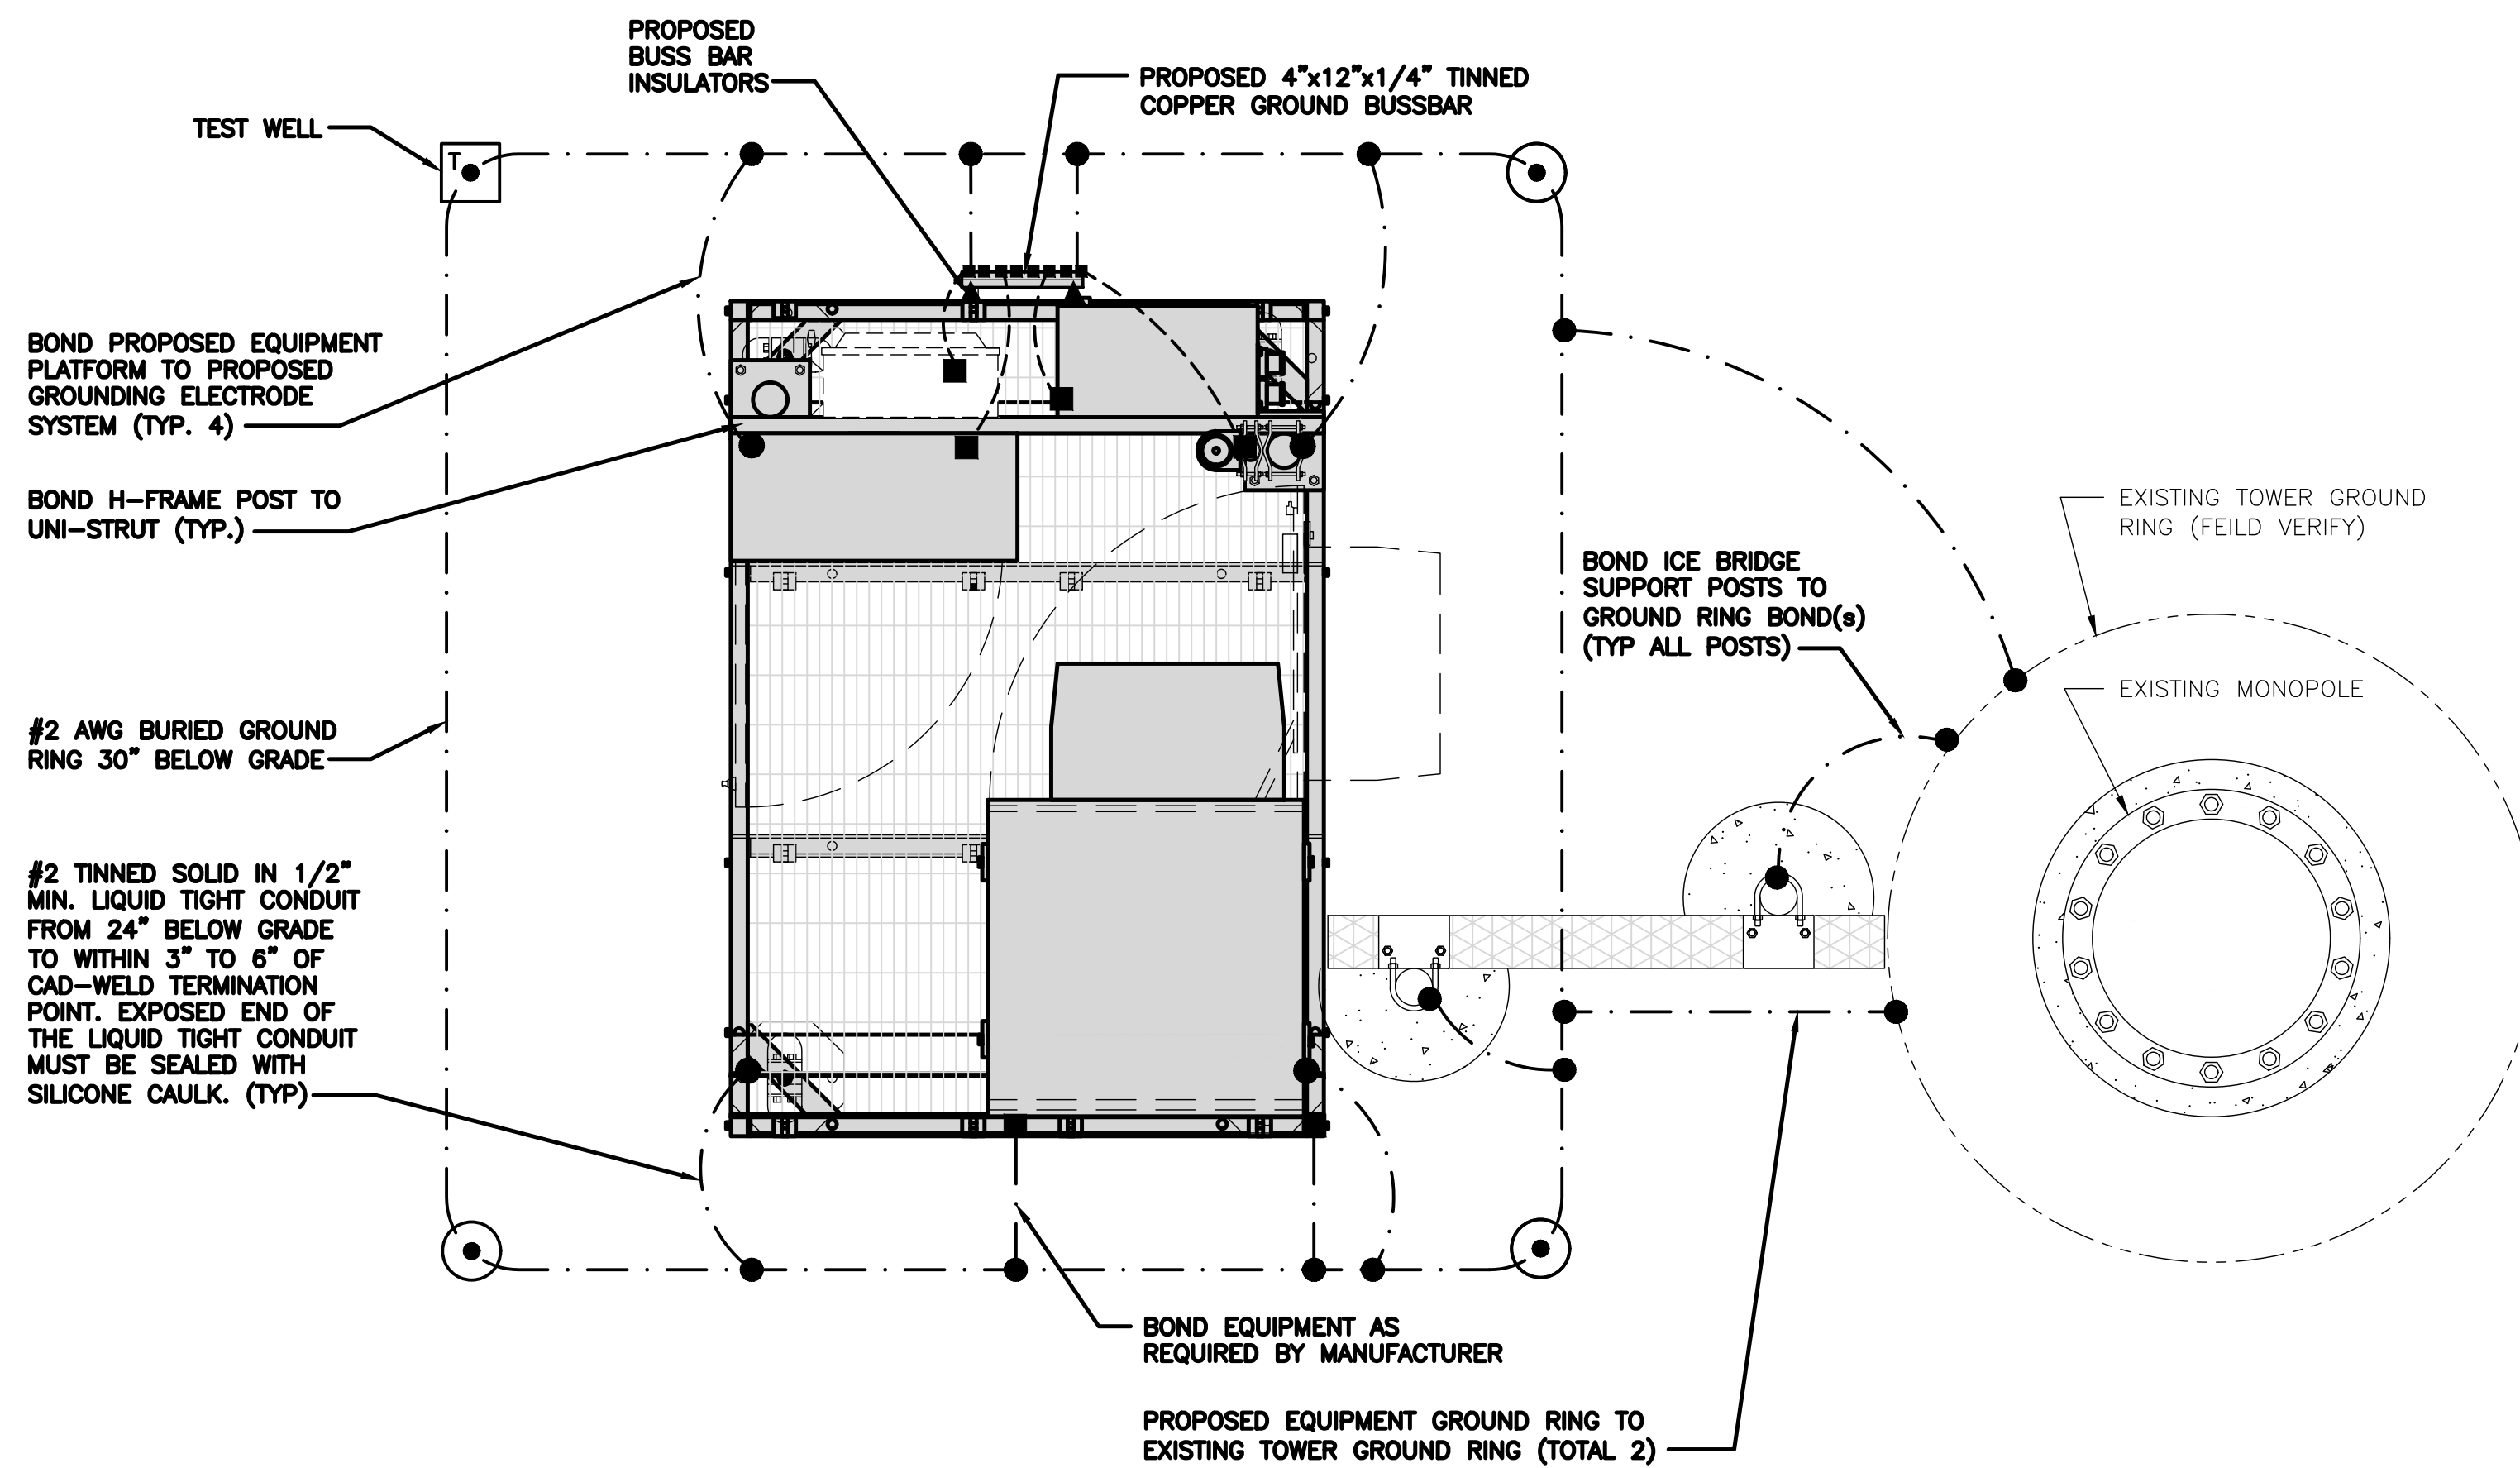 PROPOSED
BUSS BAR
INSULATORS
PROPOSED 4"x12"x1/4" TINNED
COPPER GROUND BUSSBAR
TEST WELL
T
BOND PROPOSED EQUIPMENT
PLATFORM TO PROPOSED
GROUNDING ELECTRODE
SYSTEM (TYP. 4)
BOND H-FRAME POST TO
UNI-STRUT (TYP.)
EXISTING TOWER GROUND
RING (FEILD VERIFY)
BOND ICE BRIDGE
SUPPORT POSTS TO
GROUND RING BOND(s)
(TYP ALL POSTS)
EXISTING MONOPOLE
#2 AWG BURIED GROUND
RING 30" BELOW GRADE
#2 TINNED SOLID IN 1/2"
MIN. LIQUID TIGHT CONDUIT
FROM 24" BELOW GRADE
TO WITHIN 3" TO 6" OF
CAD-WELD TERMINATION
POINT. EXPOSED END OF
THE LIQUID TIGHT CONDUIT
MUST BE SEALED WITH
SILICONE CAULK. (TYP)
BOND EQUIPMENT AS
REQUIRED BY MANUFACTURER
PROPOSED EQUIPMENT GROUND RING TO
EXISTING TOWER GROUND RING (TOTAL 2)